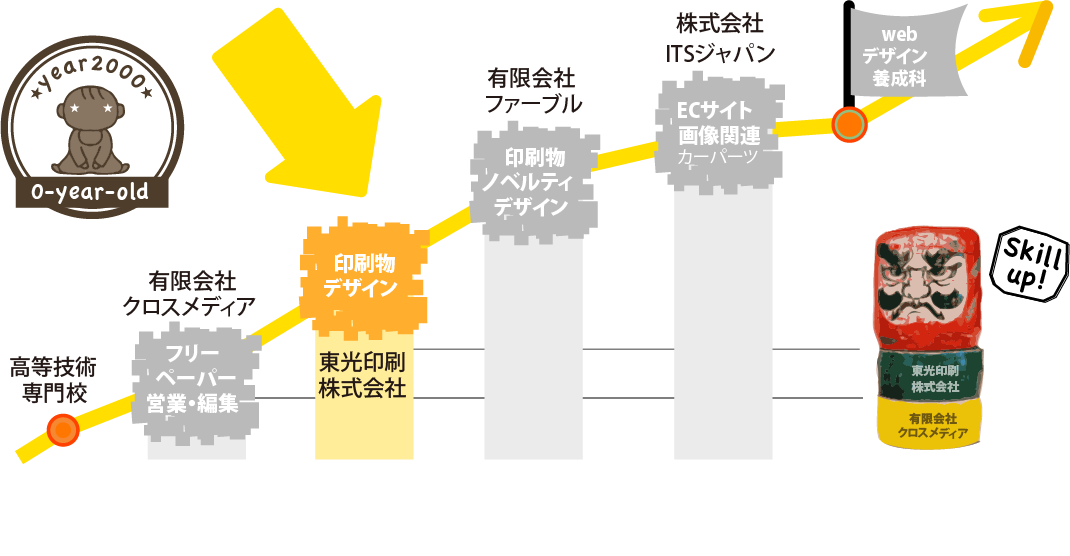 ★year2000★
0-year-old
高等技術
専門校
有限会社
クロスメディア
フリー
ペーパー
営業・編集
印刷物
デザイン
東光印刷
株式会社
有限会社
ファーブル
印刷物
ノベルティ
デザイン
株式会社
ITSジャパン
ECサイト
画像関連
カーパーツ
web
デザイン
養成科
Skill
up!
東光印刷
株式会社
有限会社
クロスメディア